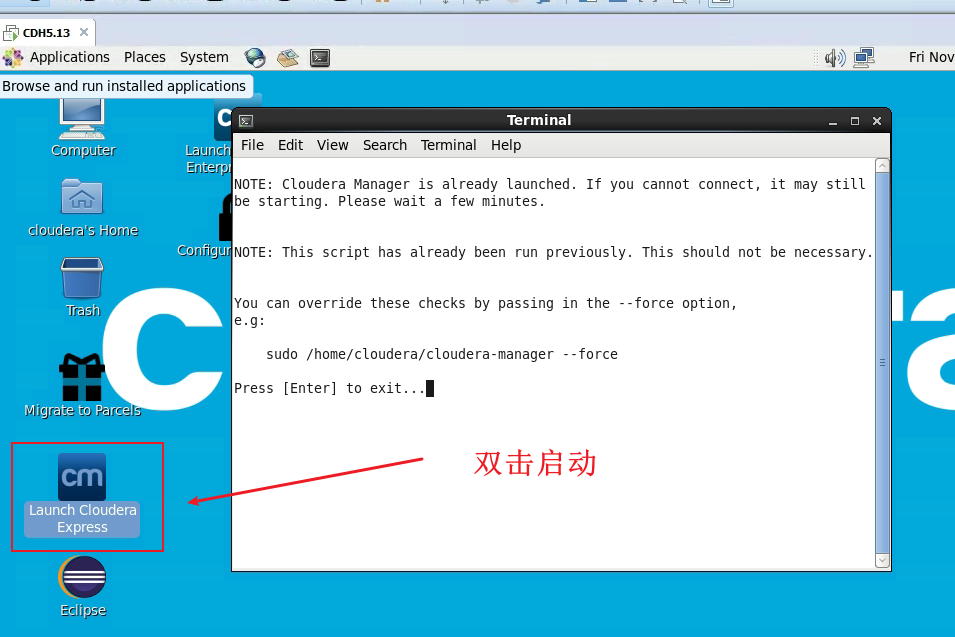 CDH5.13
Applications Places System
Fri Nov
Browse and run installed applications
Computer
Launch
Enterpr
cloudera's Home
Configur
Trash
Migrate to Parcels
cm
Launch Cloudera
Express
Eclipse
Terminal
File Edit View Search Terminal Help
NOTE: Cloudera Manager is already launched. If you cannot connect, it may still
be starting. Please wait a few minutes.
NOTE: This script has already been run previously. This should not be necessary.
You can override these checks by passing in the --force option,
e.g:
sudo /home/cloudera/cloudera-manager --force
Press [Enter] to exit...
双击启动